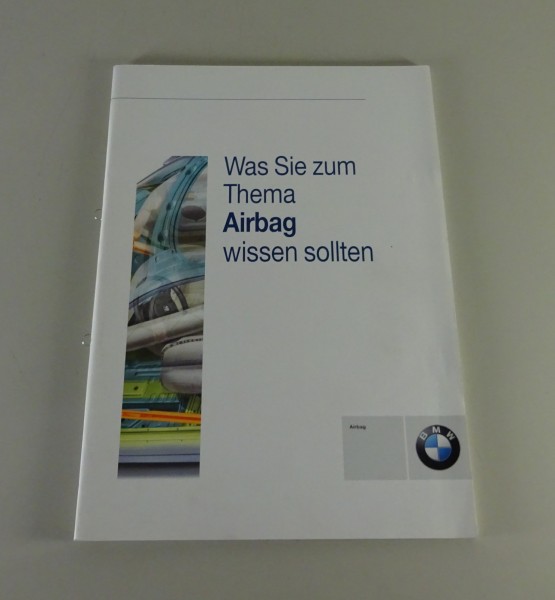 Was Sie zum
Thema
Airbag
wissen sollten
Airbag
BMW